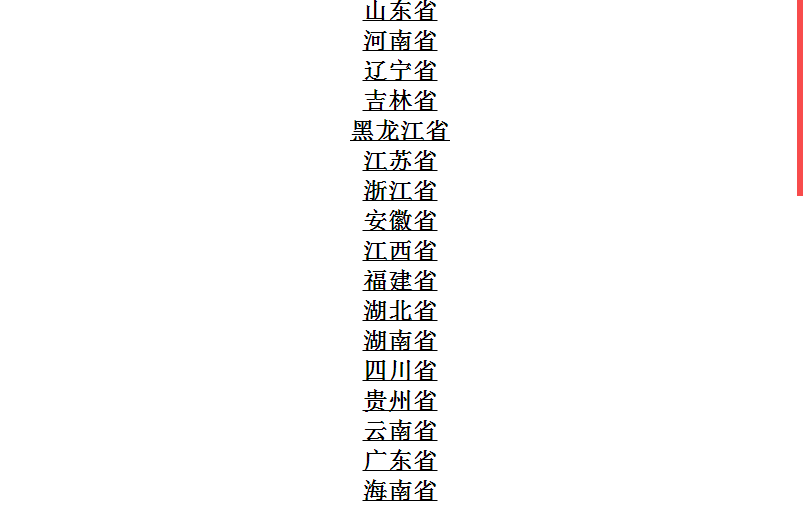 山东省
河南省
辽宁省
吉林省
黑龙江省
江苏省
浙江省
安徽省
江西省
福建省
湖北省
湖南省
四川省
贵州省
云南省
广东省
海南省